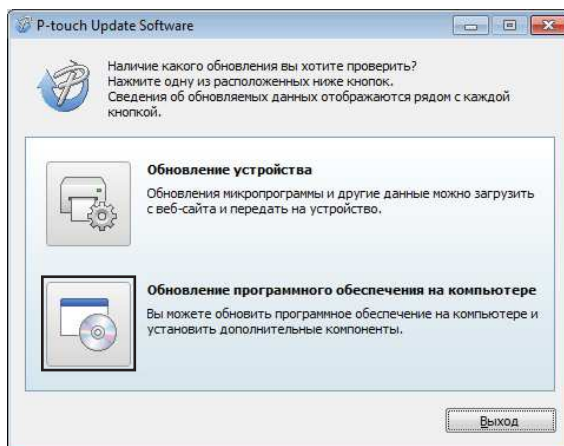 P-touch Update Software
Наличие какого обновления вы хотите проверить?
Нажмите одну из расположенных ниже кнопок.
Сведения об обновляемых данных отображаются рядом с каждой
кнопкой.
Обновление устройства
Обновления микропрограммы и другие данные можно загрузить
с веб-сайта и передать на устройство.
Обновление программного обеспечения на компьютере
Вы можете обновить программное обеспечение на компьютере и
установить дополнительные компоненты.
Выход